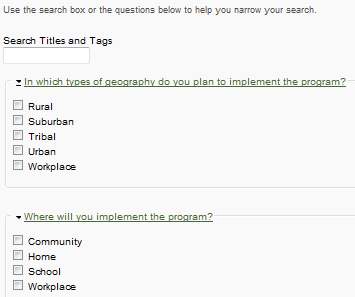 Use the search box or the questions below to help you narrow your search.
Search Titles and Tags
In which types of geography do you plan to implement the program?
Rural
Suburban
Tribal
Urban
Workplace
Where will you implement the program?
Community
Home
School
Workplace